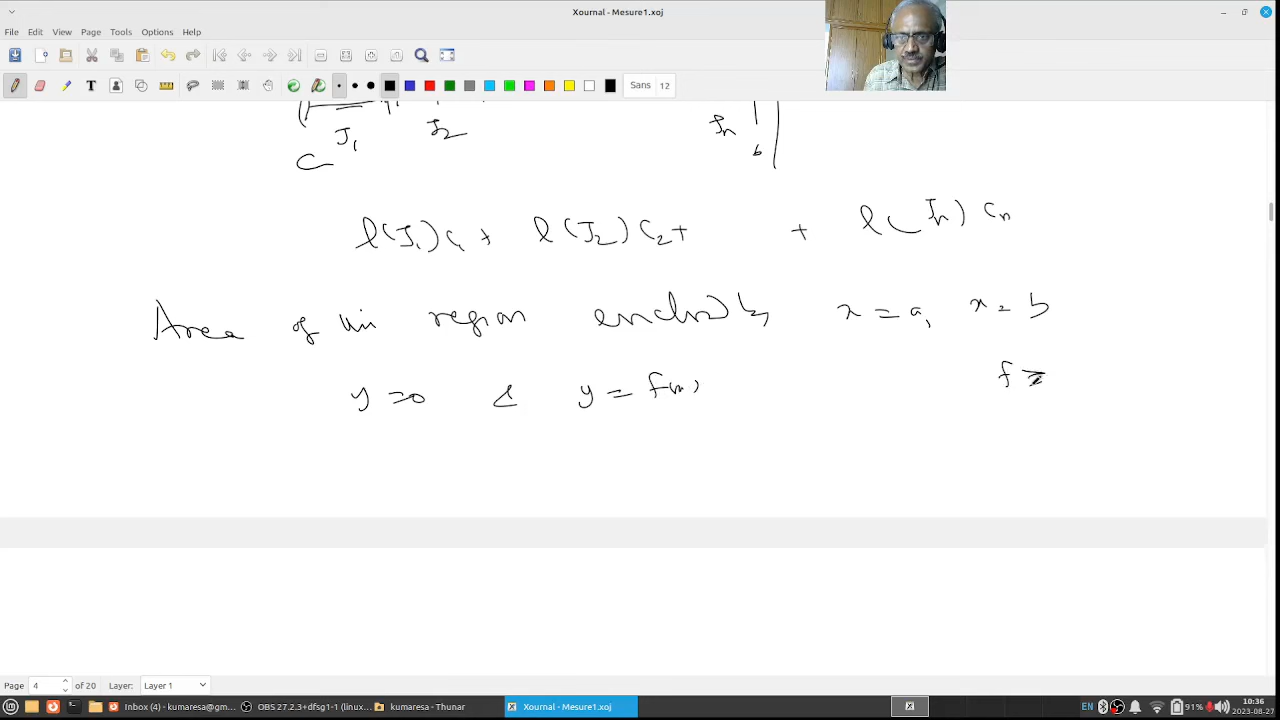 Xournal - Mesure1.xoj
File Edit View Page Tools Options Help
T Sans 12
J₁ J₂ Jₙ
b
l(J₁)c₁ + l(J₂)c₂ + + l(Jₙ)cₙ
Area of the region enclosed by x = a, x = b
y = 0 & y = f(x) f ≥
Page 4 of 20 Layer: Layer 1
Inbox (4) - kumaresa@gm... OBS 27.2.3+dfsg1-1 (linux... kumaresa - Thunar Xournal - Mesure1.xoj EN 91% 10:36
2023-08-27